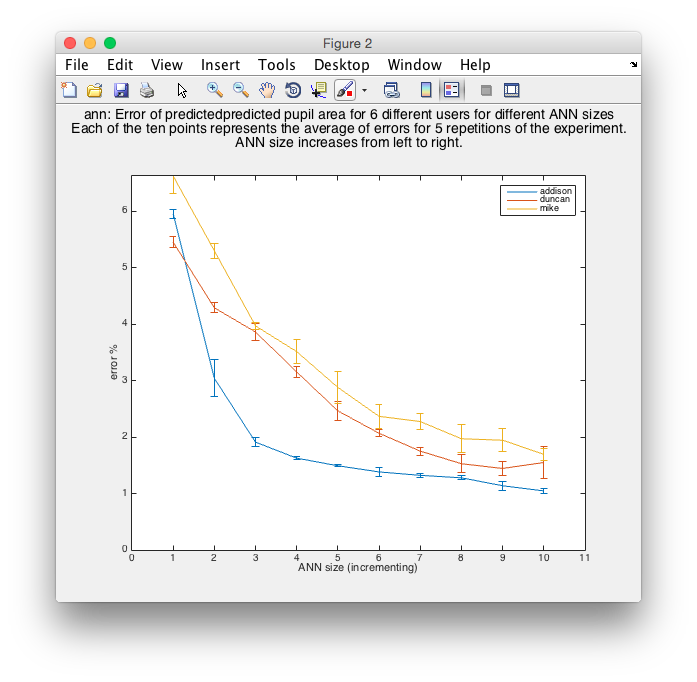 Figure 2
File Edit View Insert Tools Desktop Window Help
ann: Error of predictedpredicted pupil area for 6 different users for different ANN sizes
Each of the ten points represents the average of errors for 5 repetitions of the experiment.
ANN size increases from left to right.
addison
duncan
mike
6
5
4
3
2
1
0
error %
0 1 2 3 4 5 6 7 8 9 10 11
ANN size (incrementing)